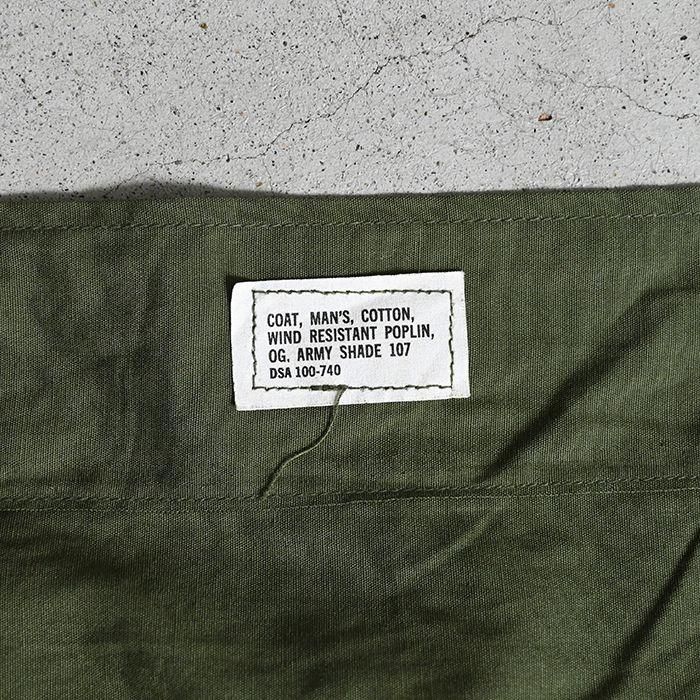 COAT, MAN'S, COTTON,
WIND RESISTANT POPLIN,
OG. ARMY SHADE 107
DSA 100-740